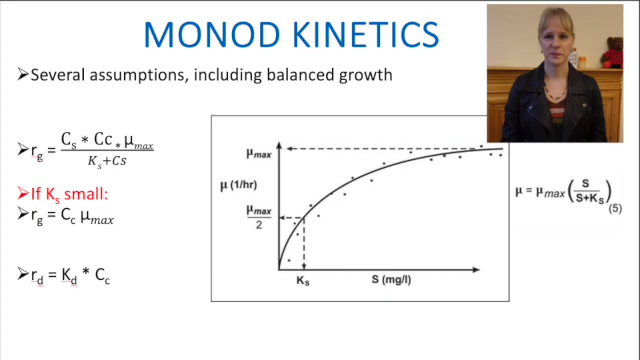 MONOD KINETICS
➢Several assumptions, including balanced growth
➢r_g = (C_s * Cc * μ_max) / (K_s+Cs)
➢If K_s small:
➢r_g = C_c μ_max
➢r_d = K_d * C_c
μ_max
μ (1/hr)
μ_max / 2
K_s
S (mg/l)
μ = μ_max (S / S+K_S) (5)